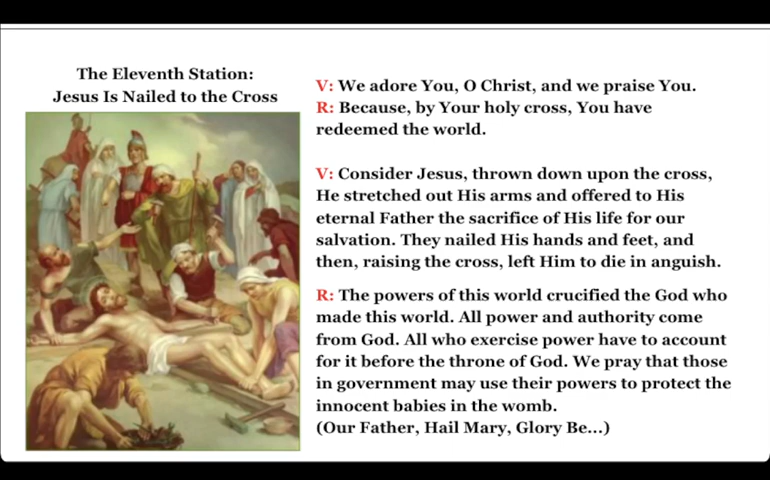 The Eleventh Station:
Jesus Is Nailed to the Cross
V: We adore You, O Christ, and we praise You.
R: Because, by Your holy cross, You have
redeemed the world.
V: Consider Jesus, thrown down upon the cross,
He stretched out His arms and offered to His
eternal Father the sacrifice of His life for our
salvation. They nailed His hands and feet, and
then, raising the cross, left Him to die in anguish.
R: The powers of this world crucified the God who
made this world. All power and authority come
from God. All who exercise power have to account
for it before the throne of God. We pray that those
in government may use their powers to protect the
innocent babies in the womb.
(Our Father, Hail Mary, Glory Be...)